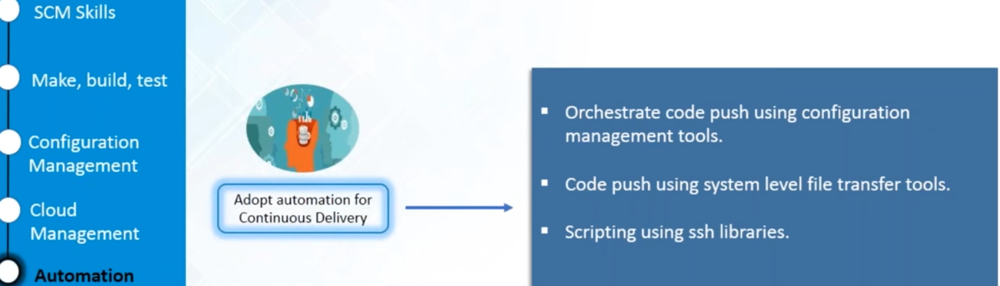 SCM Skills
Make, build, test
Configuration
Management
Cloud
Management
Automation
Adopt automation for
Continuous Delivery
▪ Orchestrate code push using configuration
management tools.
▪ Code push using system level file transfer tools.
▪ Scripting using ssh libraries.